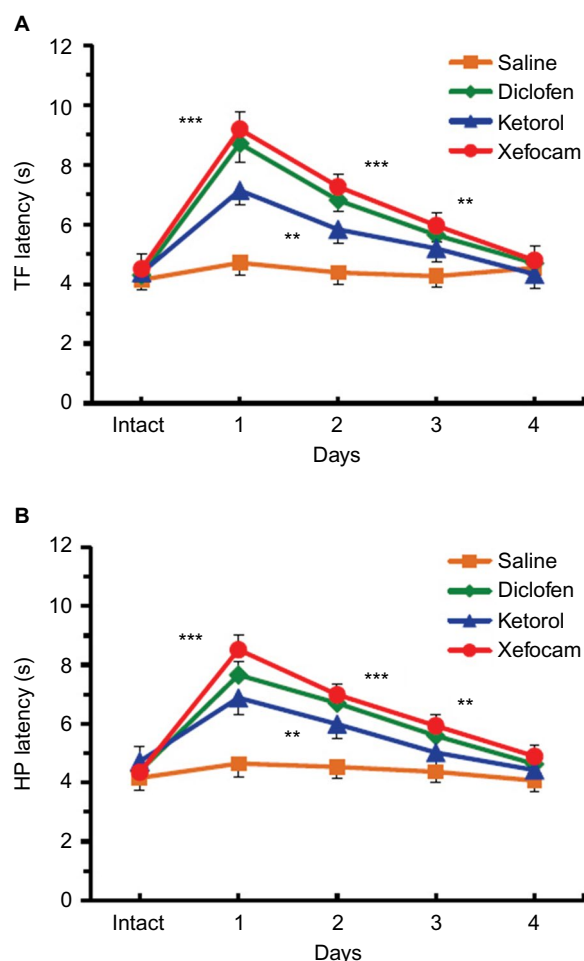 A
12
10
8
6
4
2
0
TF latency (s)
Saline
Diclofen
Ketorol
Xefocam
***
***
**
**
Intact 1 2 3 4
Days
B
12
10
8
6
4
2
0
HP latency (s)
Saline
Diclofen
Ketorol
Xefocam
***
***
**
**
Intact 1 2 3 4
Days